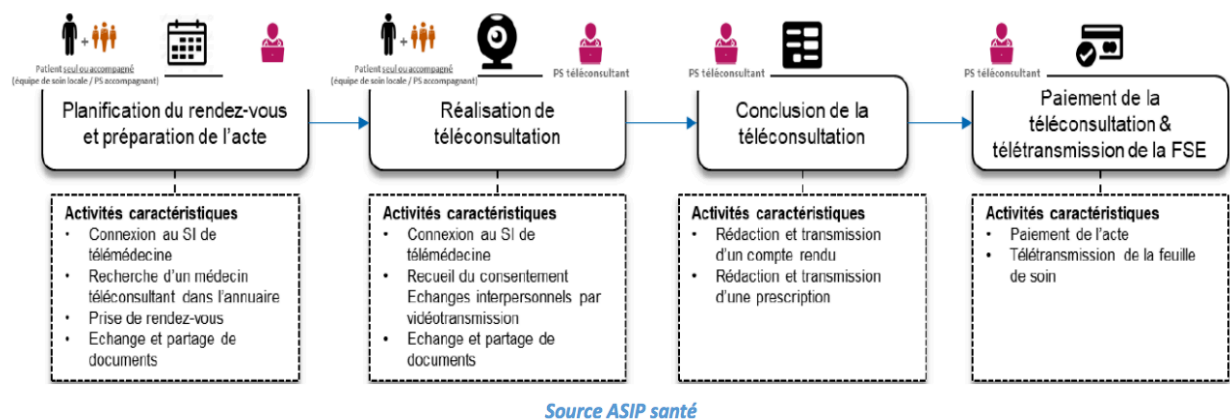 Patient seul ou accompagné
(équipe de soin locale / PS accompagnant)
Planification du rendez-vous
et préparation de l'acte
Activités caractéristiques
• Connexion au SI de
télémédecine
• Recherche d'un médecin
téléconsultant dans l'annuaire
• Prise de rendez-vous
• Echange et partage de
documents
Patient seul ou accompagné
(équipe de soin locale / PS accompagnant)
PS téléconsultant
Réalisation de
téléconsultation
Activités caractéristiques
• Connexion au SI de
télémédecine
• Recueil du consentement
Echanges interpersonnels par
vidéotransmission
• Echange et partage de
documents
PS téléconsultant
Conclusion de la
téléconsultation
Activités caractéristiques
• Rédaction et transmission
d'un compte rendu
• Rédaction et transmission
d'une prescription
PS téléconsultant
Paiement de la
téléconsultation &
télétransmission de la FSE
Activités caractéristiques
• Paiement de l'acte
• Télétransmission de la feuille
de soin
Source ASIP santé